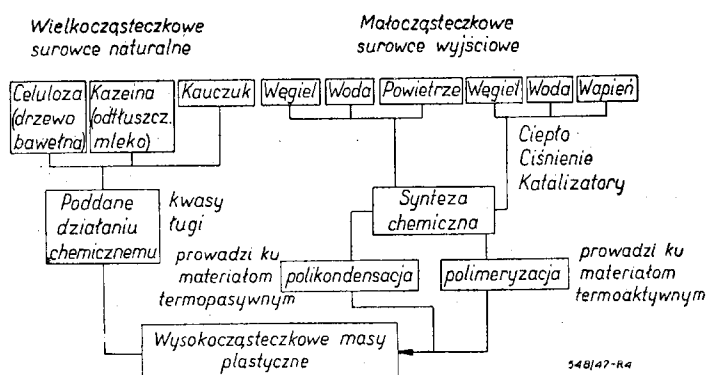 Wielkocząsteczkowe
surowce naturalne
Małocząsteczkowe
surowce wyjściowe
Celuloza
(drzewo
bawełna)
Kazeina
(odtłuszcz.
mleko)
Kauczuk
Węgiel
Woda
Powietrze
Węgiel
Woda
Wapień
Ciepło
Ciśnienie
Katalizatory
Poddane
działaniu
chemicznemu
kwasy
ługi
Synteza
chemiczna
prowadzi ku
materiałom
termopasywnym
polikondensacja
polimeryzacja
prowadzi ku
materiałom
termoaktywnym
Wysokocząsteczkowe masy
plastyczne
548/47-R4